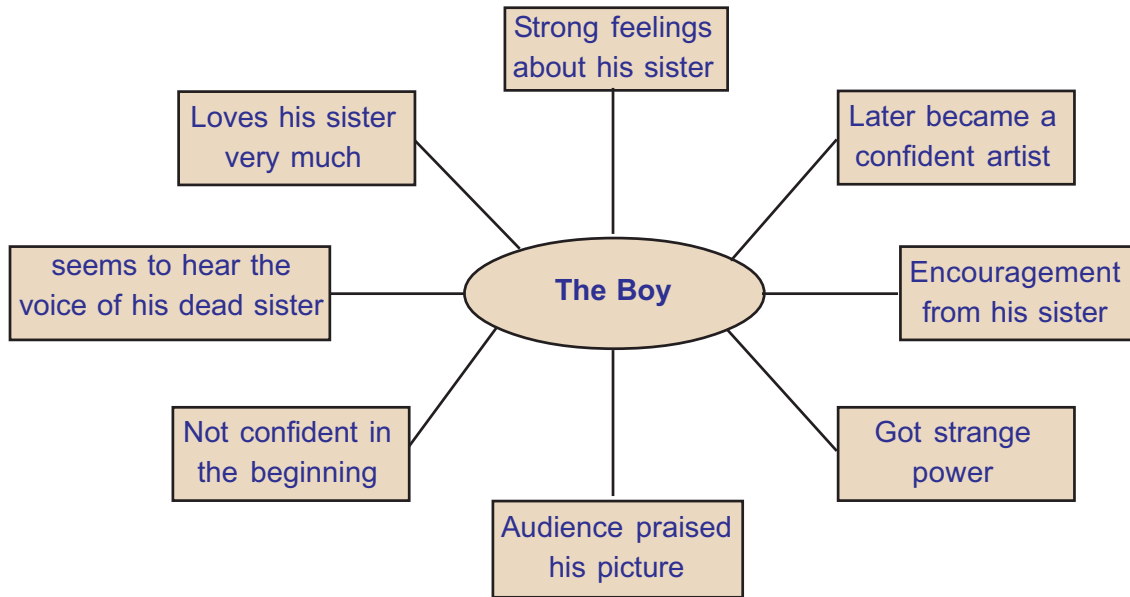 Strong feelings
about his sister
Loves his sister
very much
Later became a
confident artist
seems to hear the
voice of his dead sister
The Boy
Encouragement
from his sister
Not confident in
the beginning
Got strange
power
Audience praised
his picture